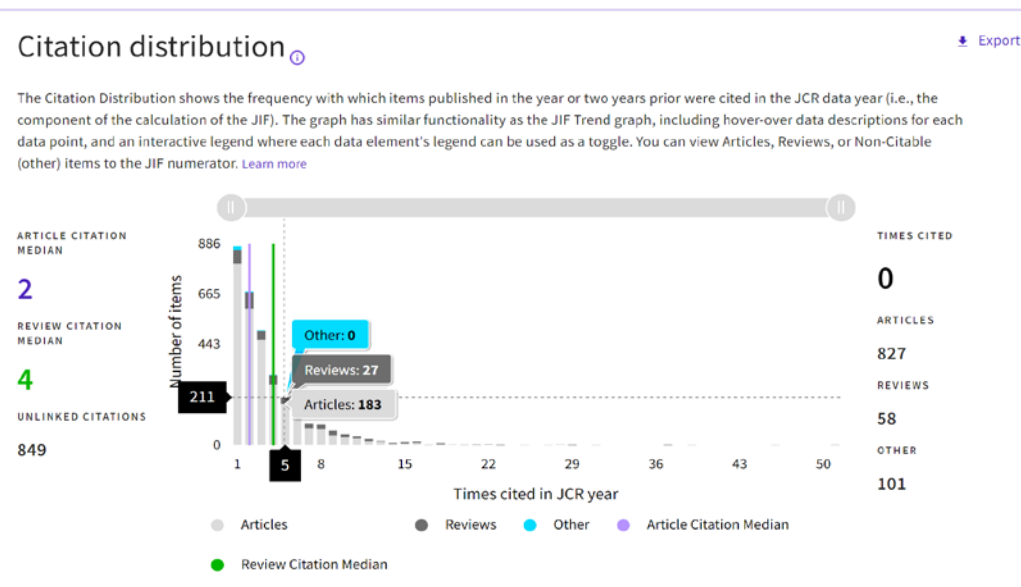 Citation distribution
Export
The Citation Distribution shows the frequency with which items published in the year or two years prior were cited in the JCR data year (i.e., the
component of the calculation of the JIF). The graph has similar functionality as the JIF Trend graph, including hover-over data descriptions for each
data point, and an interactive legend where each data element's legend can be used as a toggle. You can view Articles, Reviews, or Non-Citable
(other) items to the JIF numerator. Learn more
ARTICLE CITATION
MEDIAN
2
REVIEW CITATION
MEDIAN
4
UNLINKED CITATIONS
849
Number of items
886
665
443
211
0
Other: 0
Reviews: 27
Articles: 183
1
5
8
15
22
29
36
43
50
Times cited in JCR year
Articles
Reviews
Other
Article Citation Median
Review Citation Median
TIMES CITED
0
ARTICLES
827
REVIEWS
58
OTHER
101